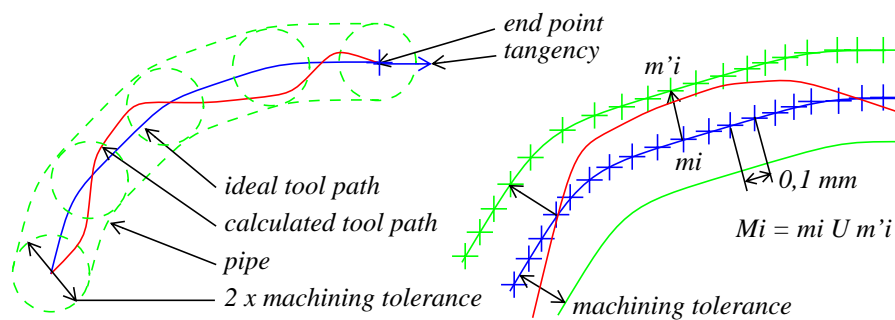 end point
tangency
ideal tool path
calculated tool path
pipe
2 x machining tolerance
m'i
mi
0,1 mm
Mi = mi U m'i
machining tolerance